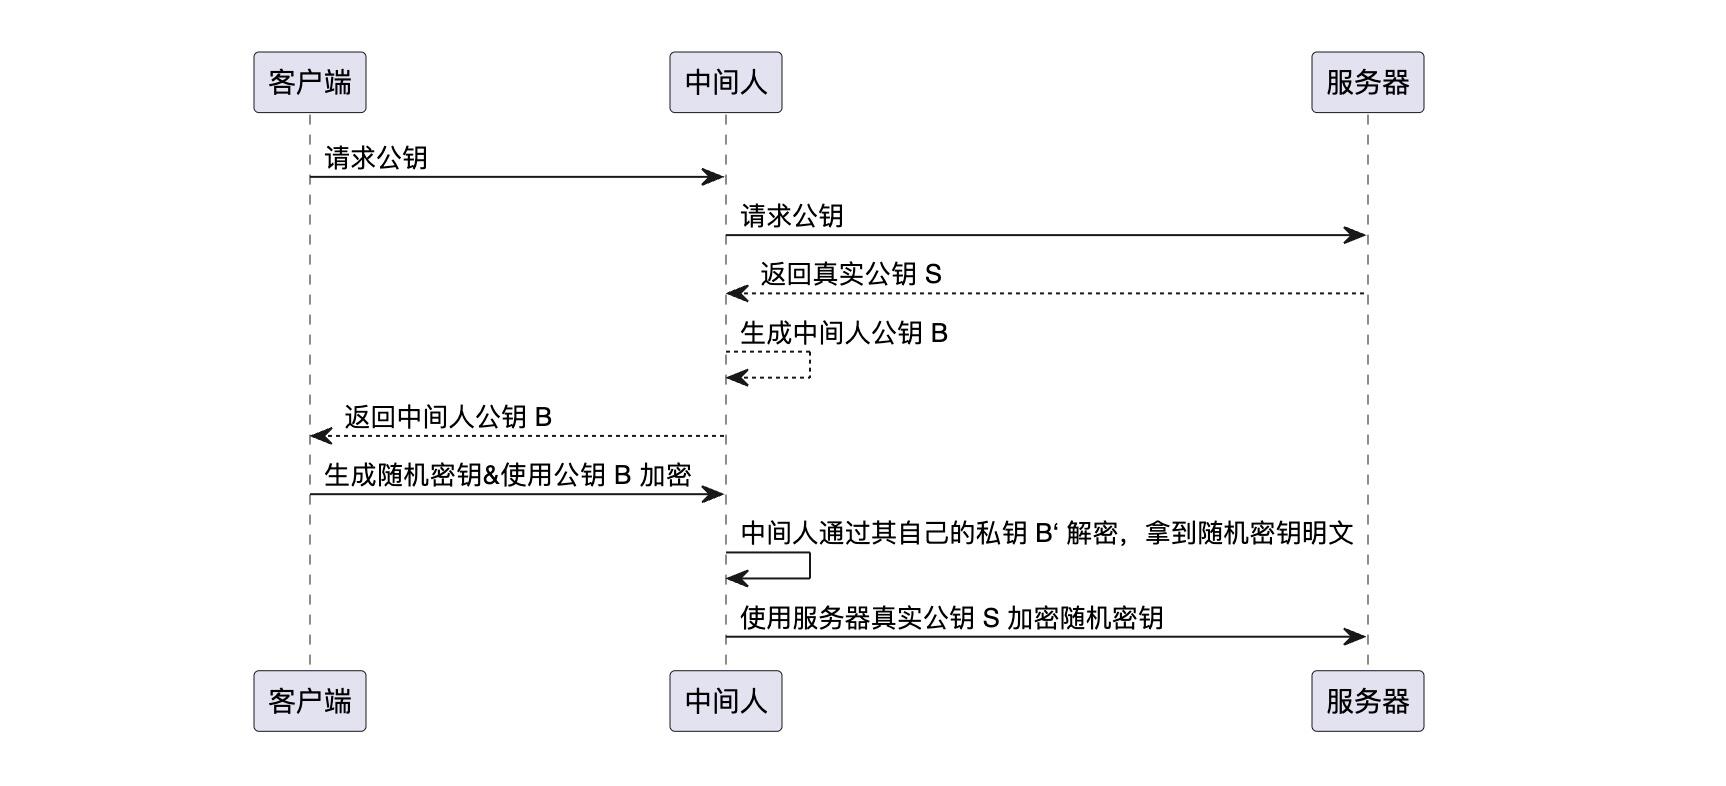 客户端
中间人
服务器
请求公钥
请求公钥
返回真实公钥 S
生成中间人公钥 B
返回中间人公钥 B
生成随机密钥&使用公钥 B 加密
中间人通过其自己的私钥 B‘ 解密，拿到随机密钥明文
使用服务器真实公钥 S 加密随机密钥
客户端
中间人
服务器